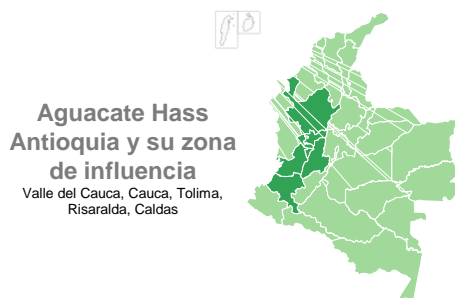 Aguacate Hass
Antioquia y su zona
de influencia
Valle del Cauca, Cauca, Tolima,
Risaralda, Caldas